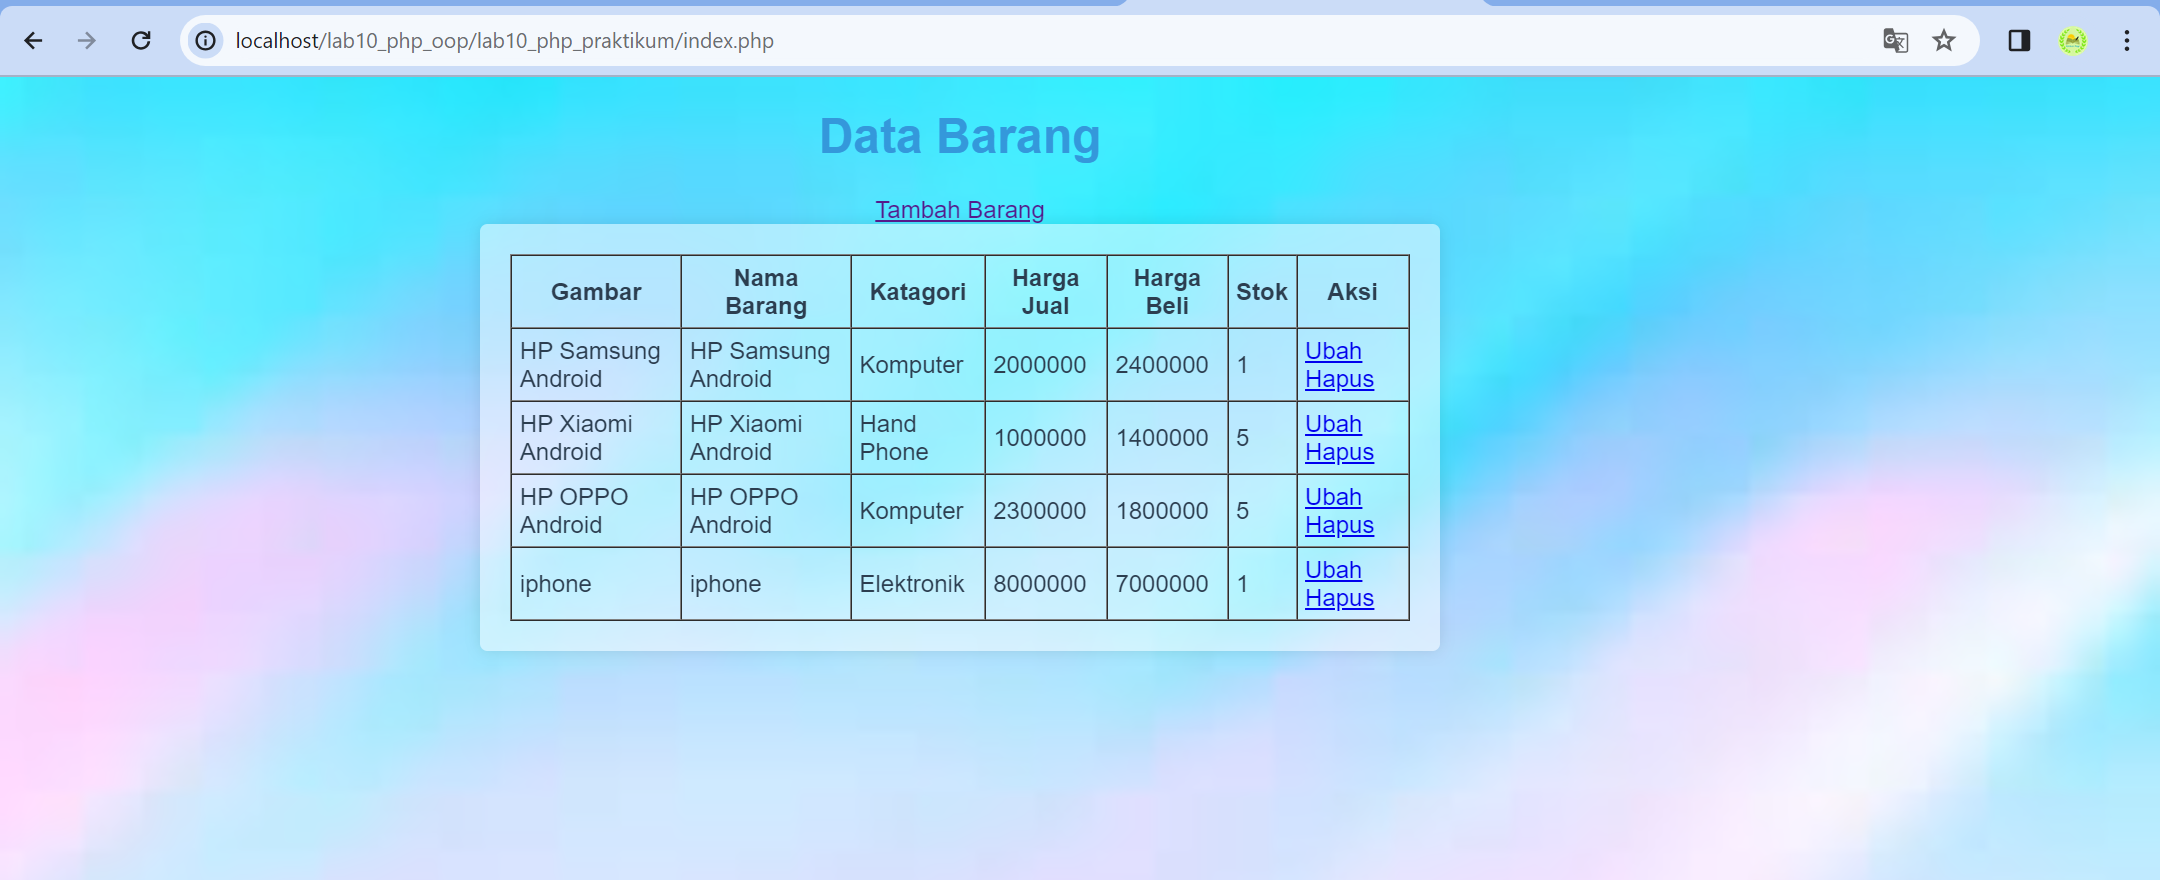 localhost/lab10_php_oop/lab10_php_praktikum/index.php
Data Barang
Tambah Barang
Gambar Nama Barang Katagori Harga Jual Harga Beli Stok Aksi
HP Samsung Android HP Samsung Android Komputer 2000000 2400000 1 Ubah Hapus
HP Xiaomi Android HP Xiaomi Android Hand Phone 1000000 1400000 5 Ubah Hapus
HP OPPO Android HP OPPO Android Komputer 2300000 1800000 5 Ubah Hapus
iphone iphone Elektronik 8000000 7000000 1 Ubah Hapus